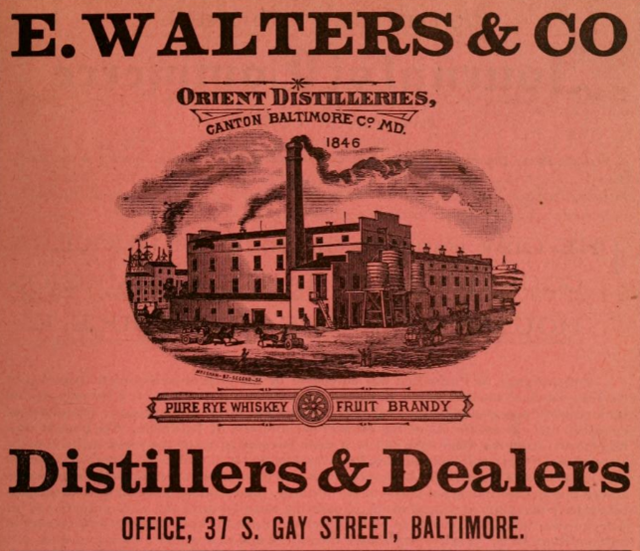 E. WALTERS & CO
ORIENT DISTILLERIES,
CANTON BALTIMORE Co. MD.
1846
PURE RYE WHISKEY FRUIT BRANDY
Distillers & Dealers
OFFICE, 37 S. GAY STREET, BALTIMORE.